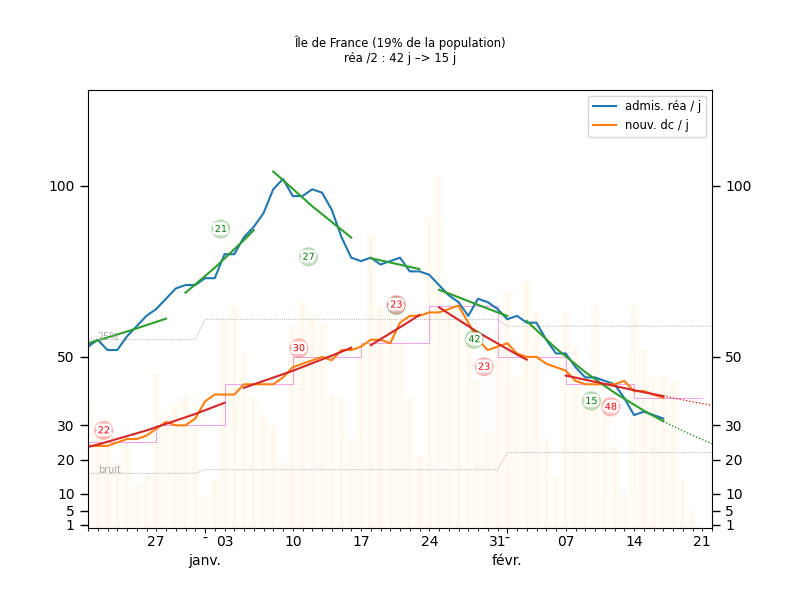 Île de France (19% de la population)
réa /2 : 42 j –> 15 j
admis. réa / j
nouv. dc / j
100 100
21
27
23
25%
30
50 50
42
23
15
48
22
30 30
bruit
20 20
10 10
5 5
1 1
27 - 03 10 17 24 31- 07 14 21
janv. févr.